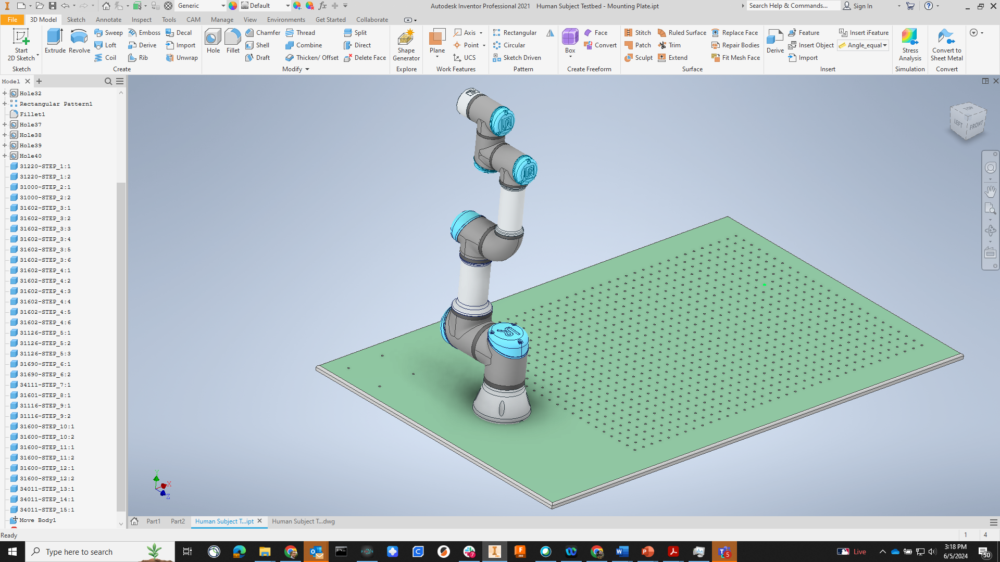 Generic
Default
Autodesk Inventor Professional 2021 Human Subject Testbed - Mounting Plate.ipt
Search Help & Commands...
Sign In
File 3D Model Sketch Annotate Inspect Tools CAM Manage View Environments Get Started Collaborate
Start
2D Sketch
Sketch
Extrude
Revolve
Sweep
Loft
Coil
Emboss
Derive
Rib
Decal
Import
Unwrap
Create
Hole
Fillet
Chamfer
Shell
Draft
Thread
Combine
Thicken/ Offset
Split
Direct
Delete Face
Modify
Shape
Generator
Explore
Plane
Axis
Point
UCS
Work Features
Rectangular
Circular
Sketch Driven
Pattern
Box
Face
Convert
Create Freeform
Stitch
Patch
Sculpt
Ruled Surface
Trim
Extend
Replace Face
Repair Bodies
Fit Mesh Face
Surface
Derive
Feature
Insert Object
Import
Insert iFeature
Angle_equal
Insert
Stress
Analysis
Simulation
Convert to
Sheet Metal
Convert
Model
Hole32
Rectangular Pattern1
Fillet1
Hole37
Hole38
Hole39
Hole40
31220-STEP_1:1
31220-STEP_1:2
31000-STEP_2:1
31000-STEP_2:2
31602-STEP_3:1
31602-STEP_3:2
31602-STEP_3:3
31602-STEP_3:4
31602-STEP_3:5
31602-STEP_3:6
31602-STEP_4:1
31602-STEP_4:2
31602-STEP_4:3
31602-STEP_4:4
31602-STEP_4:5
31602-STEP_4:6
31126-STEP_5:1
31126-STEP_5:2
31126-STEP_5:3
31690-STEP_6:1
31690-STEP_6:2
34111-STEP_7:1
31601-STEP_8:1
31116-STEP_9:1
31116-STEP_9:2
31600-STEP_10:1
31600-STEP_10:2
31600-STEP_11:1
31600-STEP_11:2
31600-STEP_12:1
31600-STEP_12:2
34011-STEP_13:1
34011-STEP_14:1
34011-STEP_15:1
Move Body1
TOP
LEFT
FRONT
Y
X
Z
Part1 Part2 Human Subject T...ipt Human Subject T...dwg
Ready
1 4
Type here to search
Live
3:18 PM
6/5/2024
50